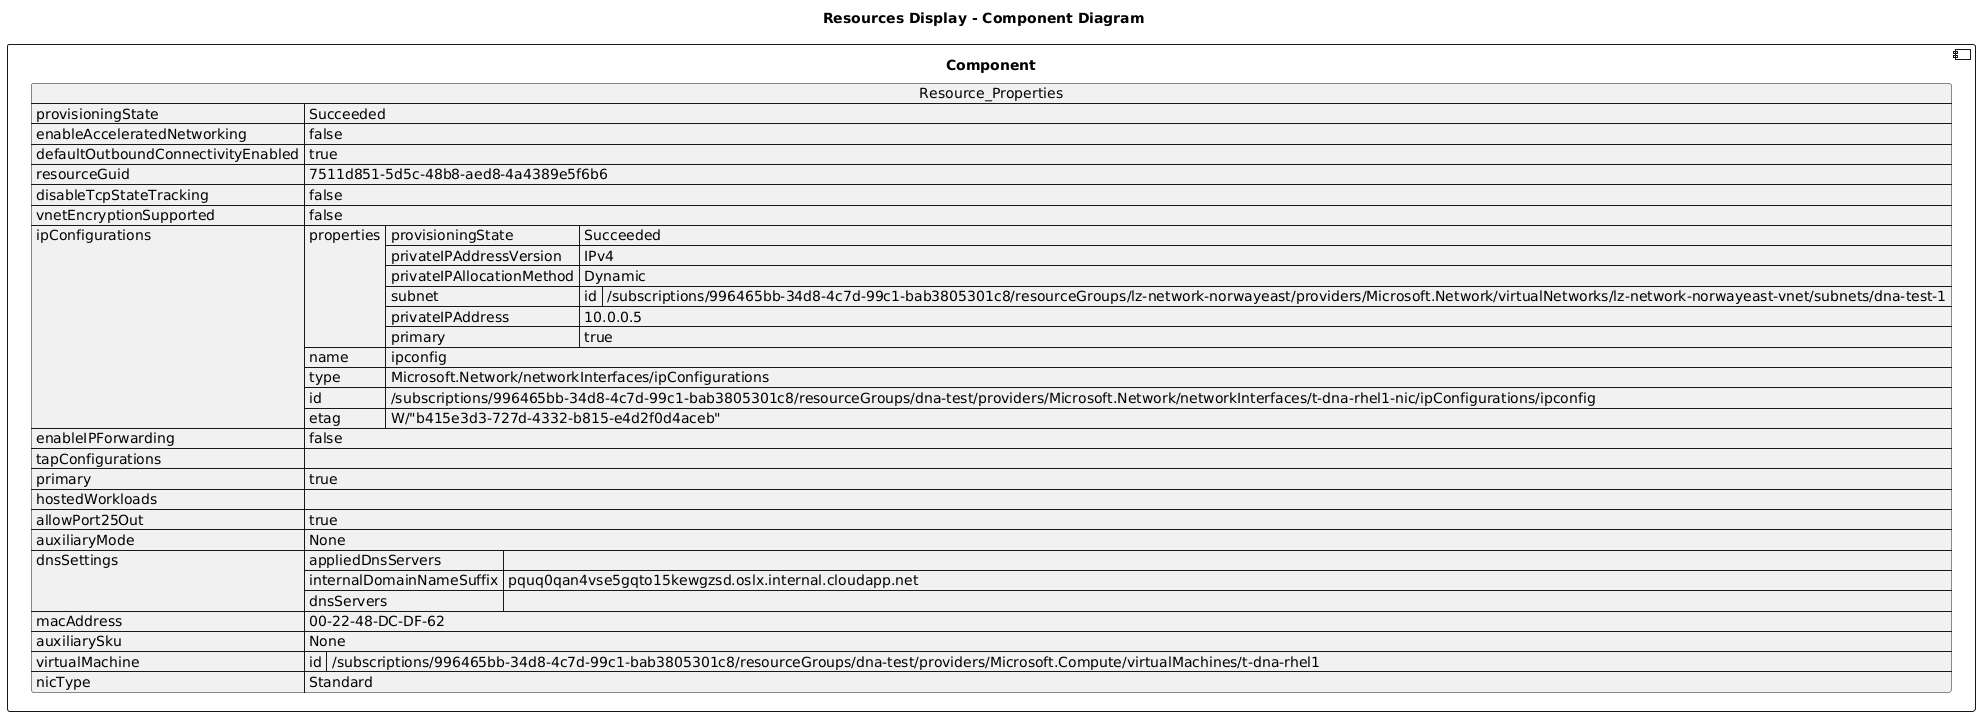 Resources Display - Component Diagram
Component
Resource_Properties
provisioningState Succeeded
enableAcceleratedNetworking false
defaultOutboundConnectivityEnabled true
resourceGuid 7511d851-5d5c-48b8-aed8-4a4389e5f6b6
disableTcpStateTracking false
vnetEncryptionSupported false
ipConfigurations properties provisioningState Succeeded
privateIPAddressVersion IPv4
privateIPAllocationMethod Dynamic
subnet id /subscriptions/996465bb-34d8-4c7d-99c1-bab3805301c8/resourceGroups/lz-network-norwayeast/providers/Microsoft.Network/virtualNetworks/lz-network-norwayeast-vnet/subnets/dna-test-1
privateIPAddress 10.0.0.5
primary true
name ipconfig
type Microsoft.Network/networkInterfaces/ipConfigurations
id /subscriptions/996465bb-34d8-4c7d-99c1-bab3805301c8/resourceGroups/dna-test/providers/Microsoft.Network/networkInterfaces/t-dna-rhel1-nic/ipConfigurations/ipconfig
etag W/"b415e3d3-727d-4332-b815-e4d2f0d4aceb"
enableIPForwarding false
tapConfigurations
primary true
hostedWorkloads
allowPort25Out true
auxiliaryMode None
dnsSettings appliedDnsServers
internalDomainNameSuffix pquq0qan4vse5gqto15kewgzsd.oslx.internal.cloudapp.net
dnsServers
macAddress 00-22-48-DC-DF-62
auxiliarySku None
virtualMachine id /subscriptions/996465bb-34d8-4c7d-99c1-bab3805301c8/resourceGroups/dna-test/providers/Microsoft.Compute/virtualMachines/t-dna-rhel1
nicType Standard